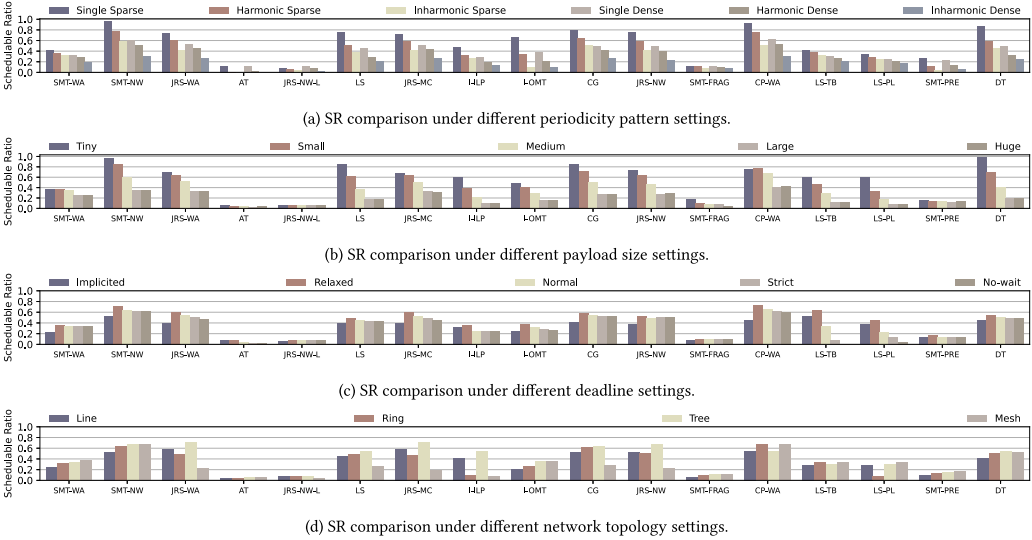 Single Sparse Harmonic Sparse Inharmonic Sparse Single Dense Harmonic Dense Inharmonic Dense
Schedulable Ratio
1.0
0.8
0.6
0.4
0.2
0.0
SMT-WA SMT-NW JRS-WA AT JRS-NW-L LS JRS-MC I-ILP I-OMT CG JRS-NW SMT-FRAG CP-WA LS-TB LS-PL SMT-PRE DT
(a) SR comparison under different periodicity pattern settings.
Tiny Small Medium Large Huge
Schedulable Ratio
1.0
0.8
0.6
0.4
0.2
0.0
SMT-WA SMT-NW JRS-WA AT JRS-NW-L LS JRS-MC I-ILP I-OMT CG JRS-NW SMT-FRAG CP-WA LS-TB LS-PL SMT-PRE DT
(b) SR comparison under different payload size settings.
Implicited Relaxed Normal Strict No-wait
Schedulable Ratio
1.0
0.8
0.6
0.4
0.2
0.0
SMT-WA SMT-NW JRS-WA AT JRS-NW-L LS JRS-MC I-ILP I-OMT CG JRS-NW SMT-FRAG CP-WA LS-TB LS-PL SMT-PRE DT
(c) SR comparison under different deadline settings.
Line Ring Tree Mesh
Schedulable Ratio
1.0
0.8
0.6
0.4
0.2
0.0
SMT-WA SMT-NW JRS-WA AT JRS-NW-L LS JRS-MC I-ILP I-OMT CG JRS-NW SMT-FRAG CP-WA LS-TB LS-PL SMT-PRE DT
(d) SR comparison under different network topology settings.